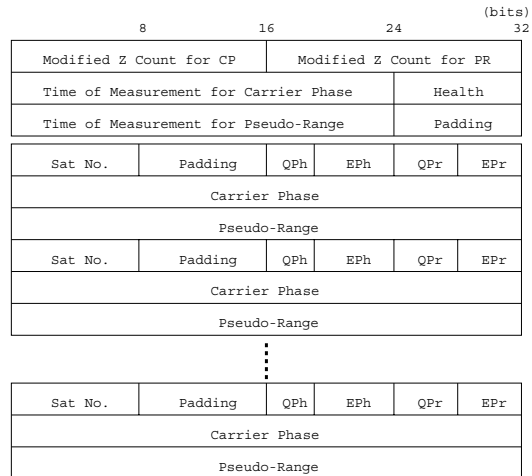 (bits)
8 16 24 32
Modified Z Count for CP Modified Z Count for PR
Time of Measurement for Carrier Phase Health
Time of Measurement for Pseudo-Range Padding
Sat No. Padding QPh EPh QPr EPr
Carrier Phase
Pseudo-Range
Sat No. Padding QPh EPh QPr EPr
Carrier Phase
Pseudo-Range
Sat No. Padding QPh EPh QPr EPr
Carrier Phase
Pseudo-Range